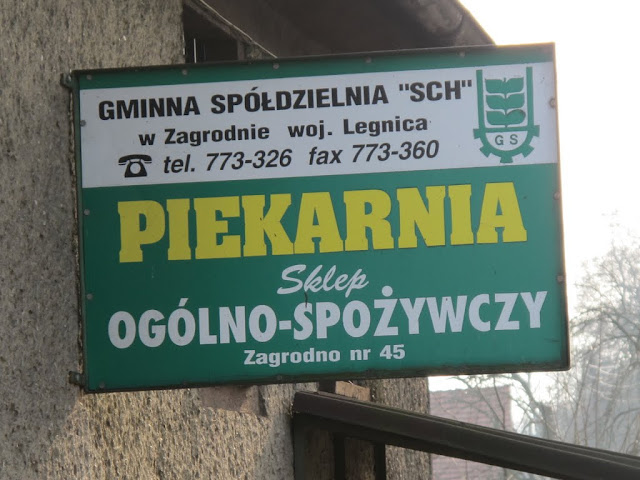 GMINNA SPÓŁDZIELNIA "SCH"
w Zagrodnie woj. Legnica
☎ tel. 773-326 fax 773-360
GS
PIEKARNIA
Sklep
OGÓLNO-SPOŻYWCZY
Zagrodno nr 45